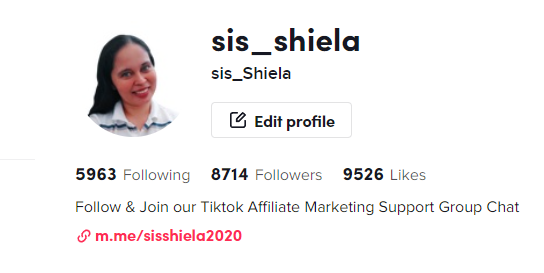 sis_shiela
sis_Shiela
Edit profile
5963 Following 8714 Followers 9526 Likes
Follow & Join our Tiktok Affiliate Marketing Support Group Chat
m.me/sisshiela2020